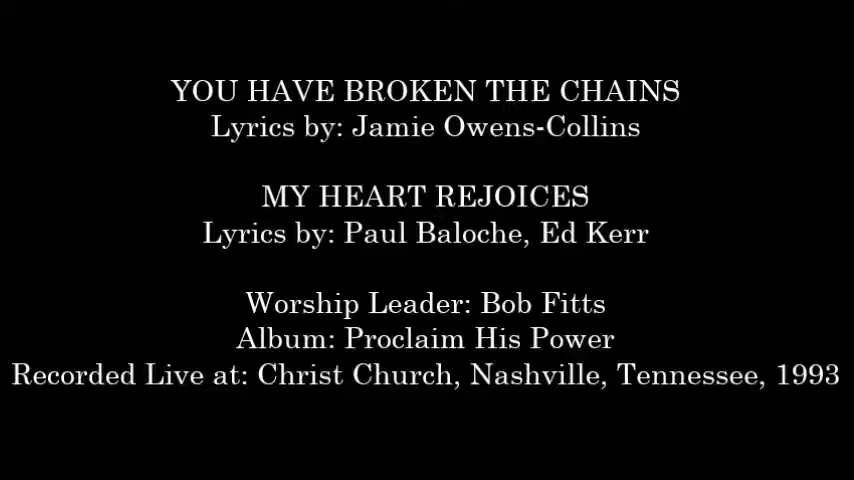 YOU HAVE BROKEN THE CHAINS
Lyrics by: Jamie Owens-Collins
MY HEART REJOICES
Lyrics by: Paul Baloche, Ed Kerr
Worship Leader: Bob Fitts
Album: Proclaim His Power
Recorded Live at: Christ Church, Nashville, Tennessee, 1993